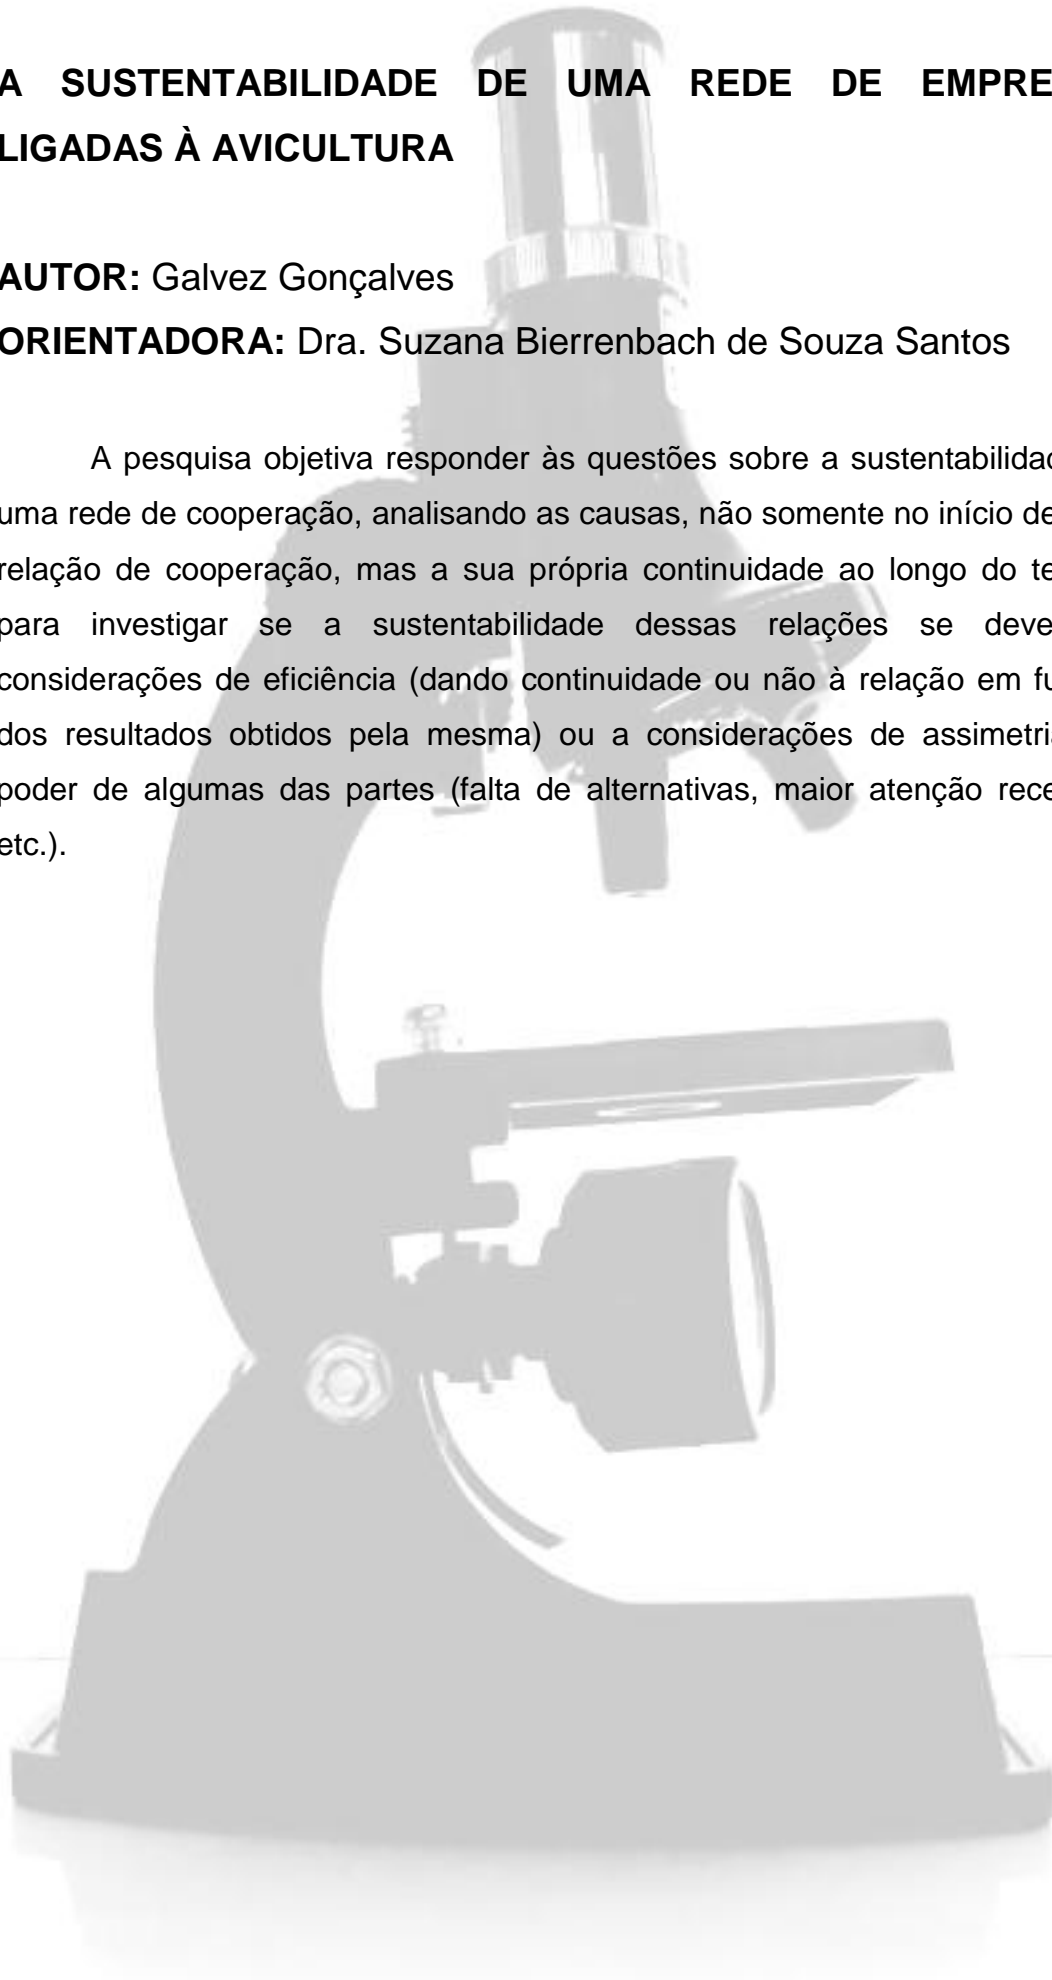 A SUSTENTABILIDADE DE UMA REDE DE EMPRE
LIGADAS À AVICULTURA
AUTOR: Galvez Gonçalves
ORIENTADORA: Dra. Suzana Bierrenbach de Souza Santos
A pesquisa objetiva responder às questões sobre a sustentabilidad
uma rede de cooperação, analisando as causas, não somente no início de
relação de cooperação, mas a sua própria continuidade ao longo do te
para investigar se a sustentabilidade dessas relações se deve
considerações de eficiência (dando continuidade ou não à relação em fu
dos resultados obtidos pela mesma) ou a considerações de assimetria
poder de algumas das partes (falta de alternativas, maior atenção rece
etc.).